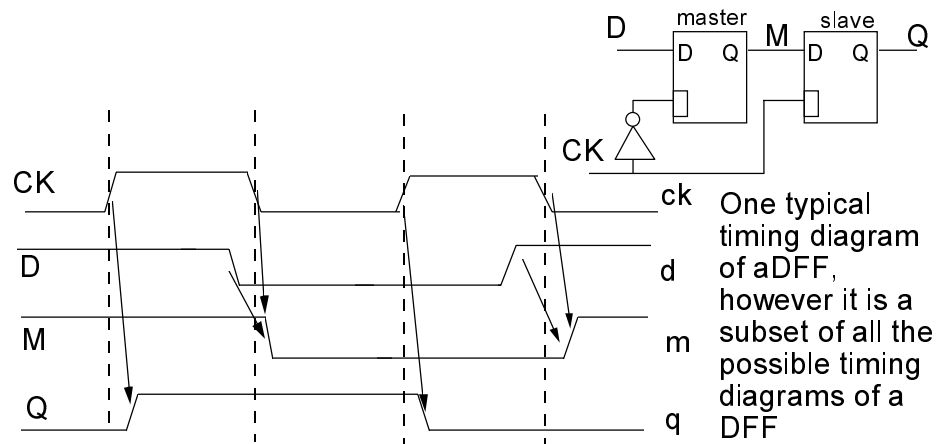 master slave
D D Q M D Q Q
CK
CK ck
D d
M m
Q q
One typical
timing diagram
of aDFF,
however it is a
subset of all the
possible timing
diagrams of a
DFF